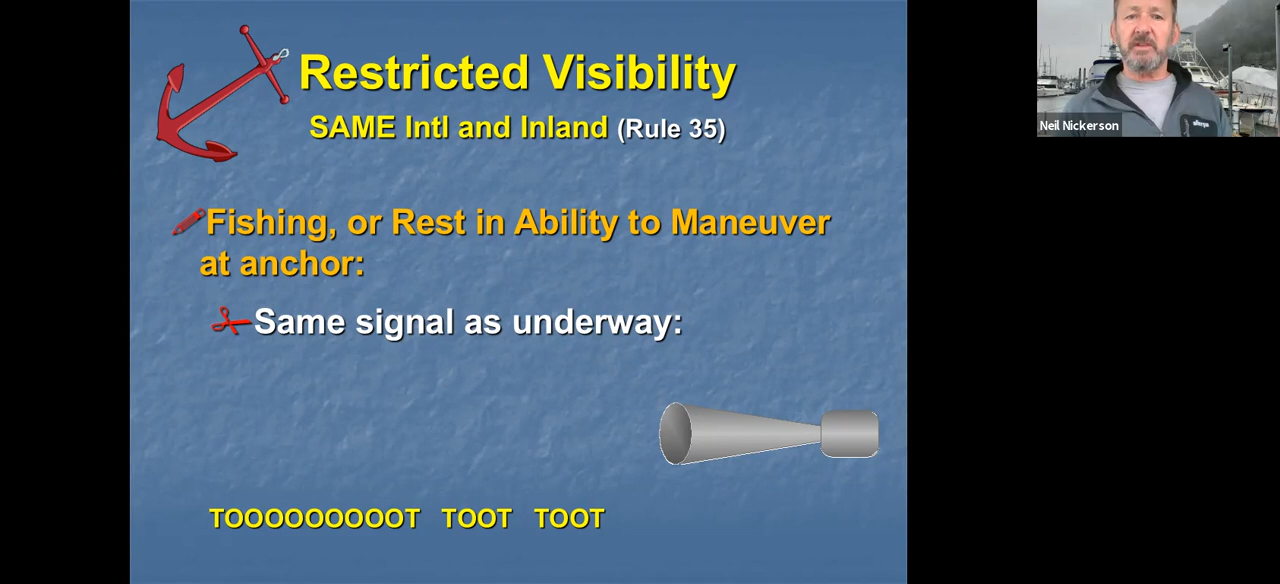 Restricted Visibility
SAME Intl and Inland (Rule 35)
Fishing, or Rest in Ability to Maneuver
at anchor:
Same signal as underway:
TOOOOOOOOOT TOOT TOOT
Neil Nickerson